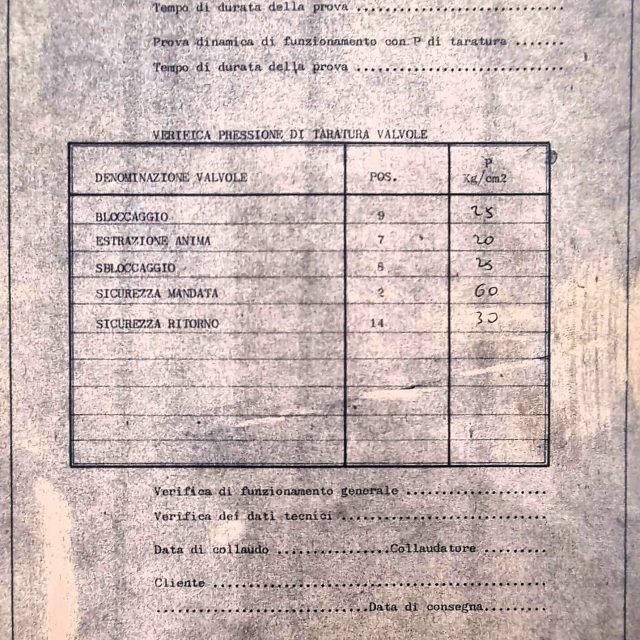 Tempo di durata della prova ..............................
Prova dinamica di funzionamento con P di taratura .......
Tempo di durata della prova ..............................
VERIFICA PRESSIONE DI TARATURA VALVOLE
DENOMINAZIONE VALVOLE POS. P Kg/cm2
BLOCCAGGIO 9 25
ESTRAZIONE ANIMA 7 20
SBLOCCAGGIO 8 25
SICUREZZA MANDATA 2 60
SICUREZZA RITORNO 14 30
Verifica di funzionamento generale ....................
Verifica dei dati tecnici .............................
Data di collaudo ................Collaudatore .........
Cliente ...............................................
..............................Data di consegna.........